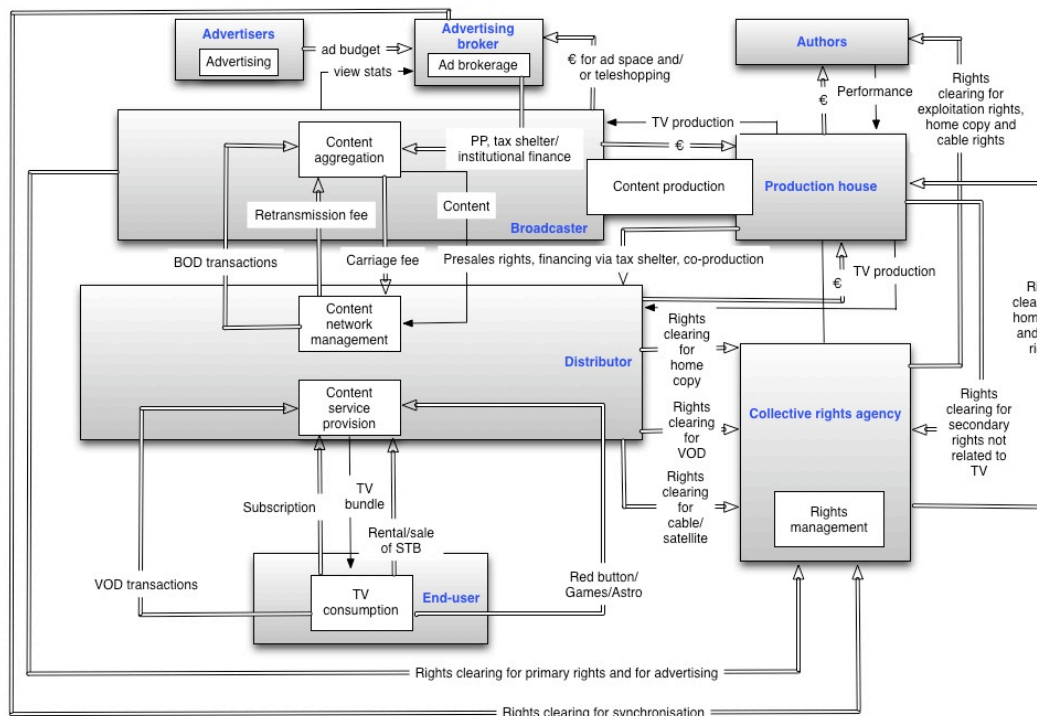 Advertisers
Advertising
ad budget
Advertising
broker
Ad brokerage
view stats
€ for ad space and/
or teleshopping
Authors
€
Performance
Rights
clearing for
exploitation rights,
home copy and
cable rights
Content
aggregation
PP, tax shelter/
institutional finance
TV production
€
Content production
Production house
Retransmission fee
Content
Broadcaster
BOD transactions
Carriage fee
Presales rights, financing via tax shelter, co-production
TV production
€
Content
network
management
Distributor
Rights
clearing
for
home
copy
Content
service
provision
Rights
clearing
for
VOD
Collective rights agency
Rights
clearing for
secondary
rights not
related to
TV
Subscription
TV
bundle
Rental/sale
of STB
Rights
clearing
for
cable/
satellite
Rights
management
VOD transactions
TV
consumption
End-user
Red button/
Games/Astro
Rights clearing for primary rights and for advertising
Rights clearing for synchronisation
home
and